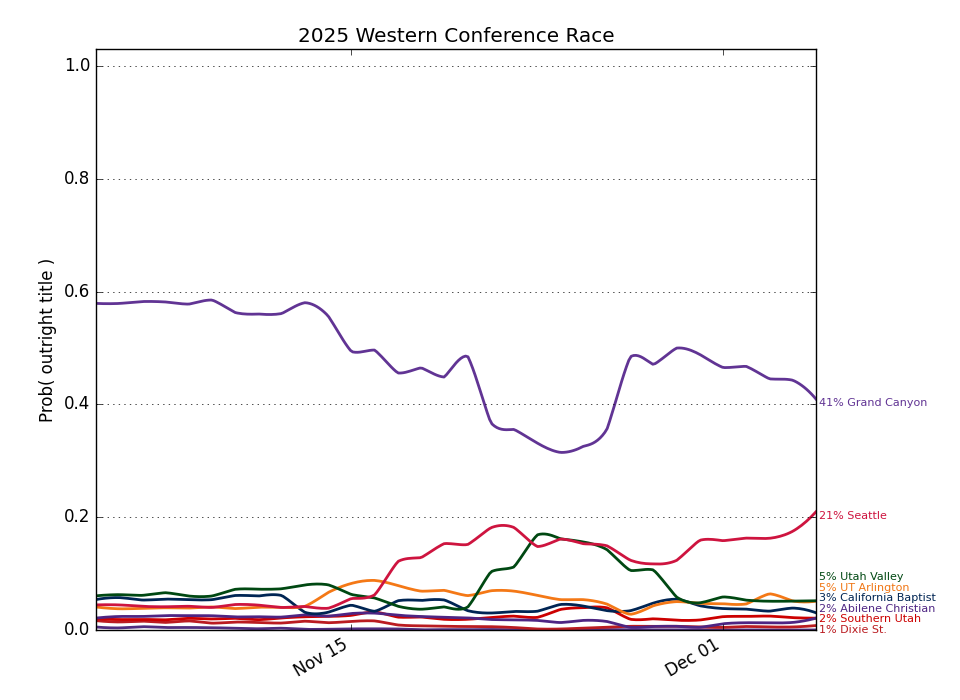 2025 Western Conference Race
1.0
0.8
0.6
0.4
0.2
0.0
Prob( outright title )
Nov 15
Dec 01
41% Grand Canyon
21% Seattle
5% Utah Valley
5% UT Arlington
3% California Baptist
2% Abilene Christian
2% Southern Utah
1% Dixie St.